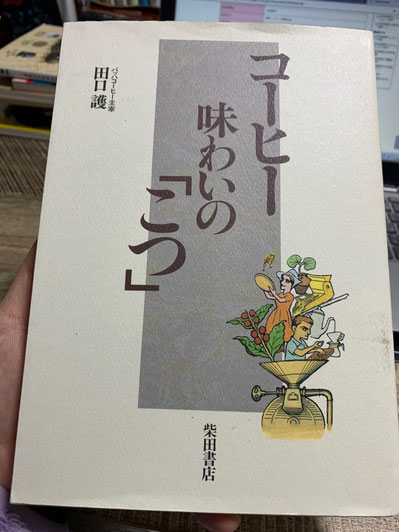 コーヒー
味わいの
「こつ」
バッハコーヒー主宰
田口 護
柴田書店